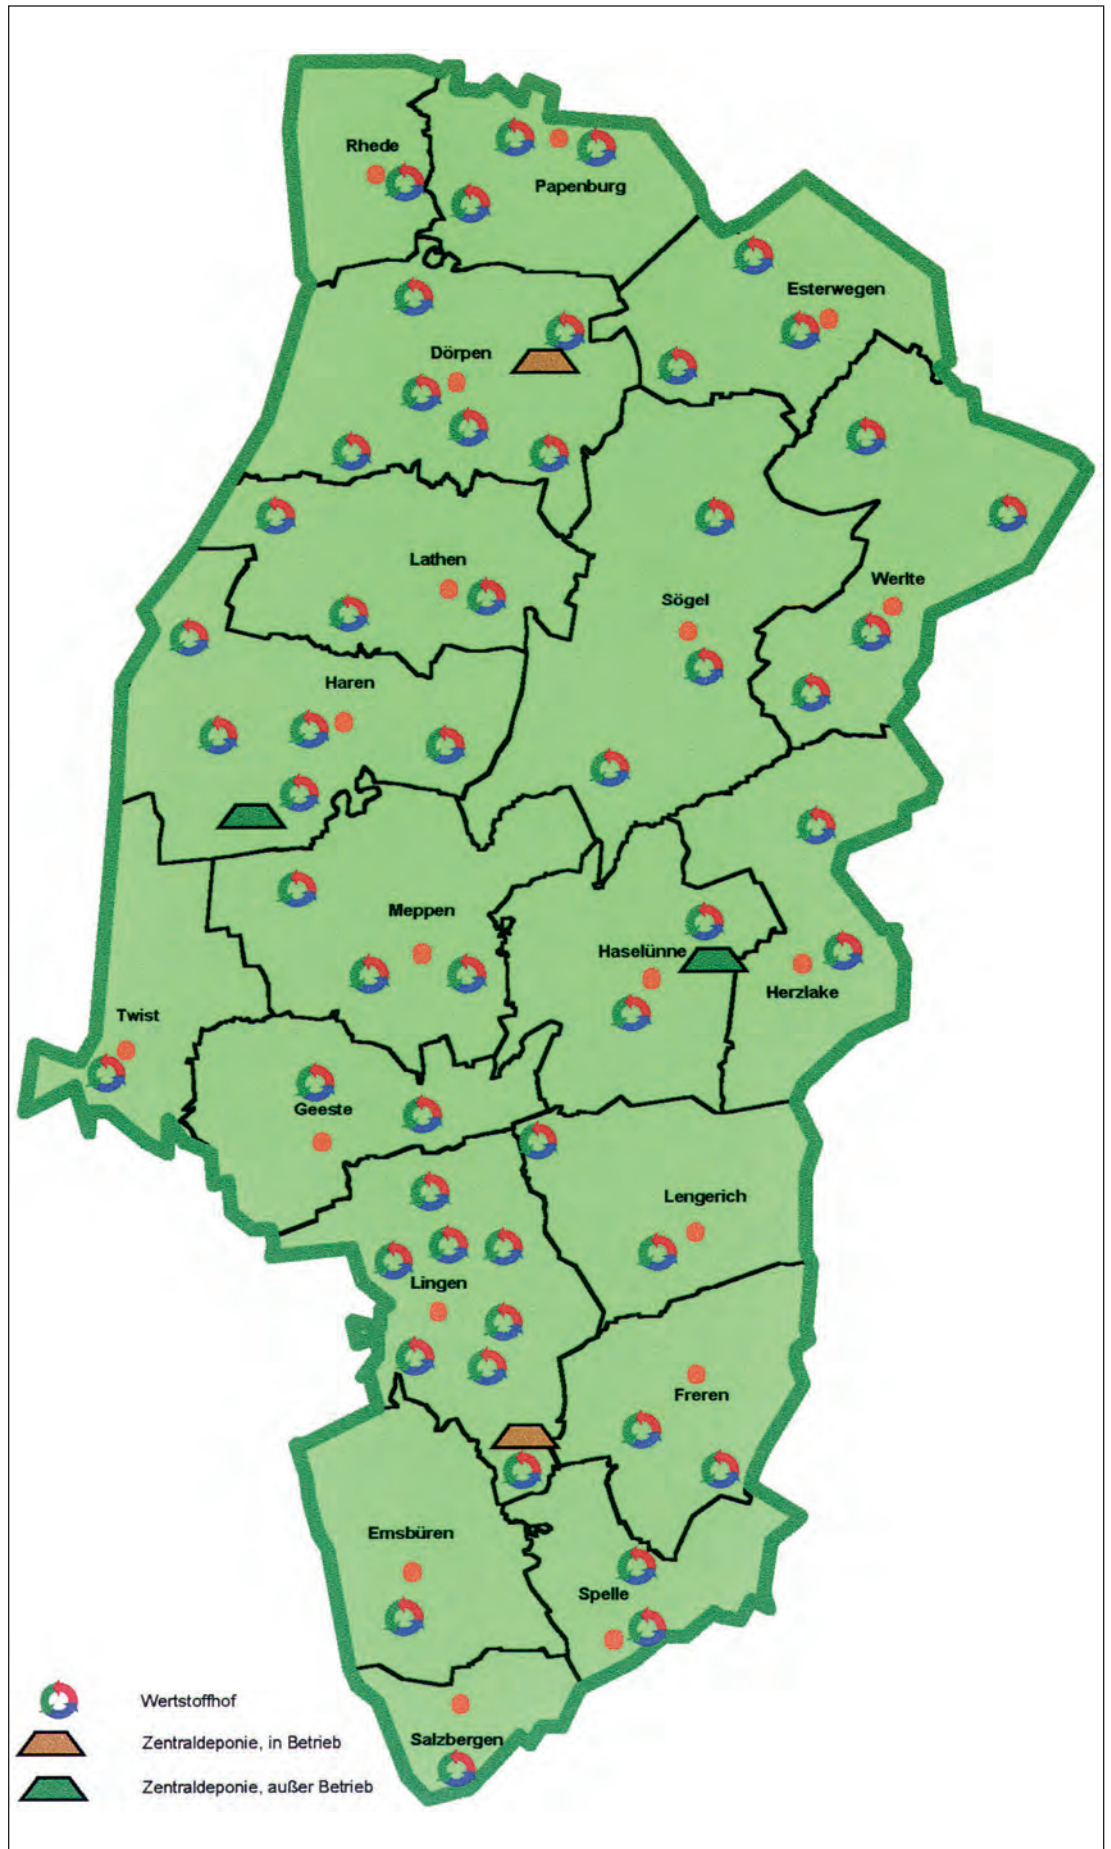 Rhede
Papenburg
Esterwegen
Dörpen
Lathen
Werlte
Sögel
Haren
Meppen
Haselünne
Herzlake
Twist
Geeste
Lengerich
Lingen
Freren
Emsbüren
Spelle
Salzbergen
Wertstoffhof
Zentraldeponie, in Betrieb
Zentraldeponie, außer Betrieb